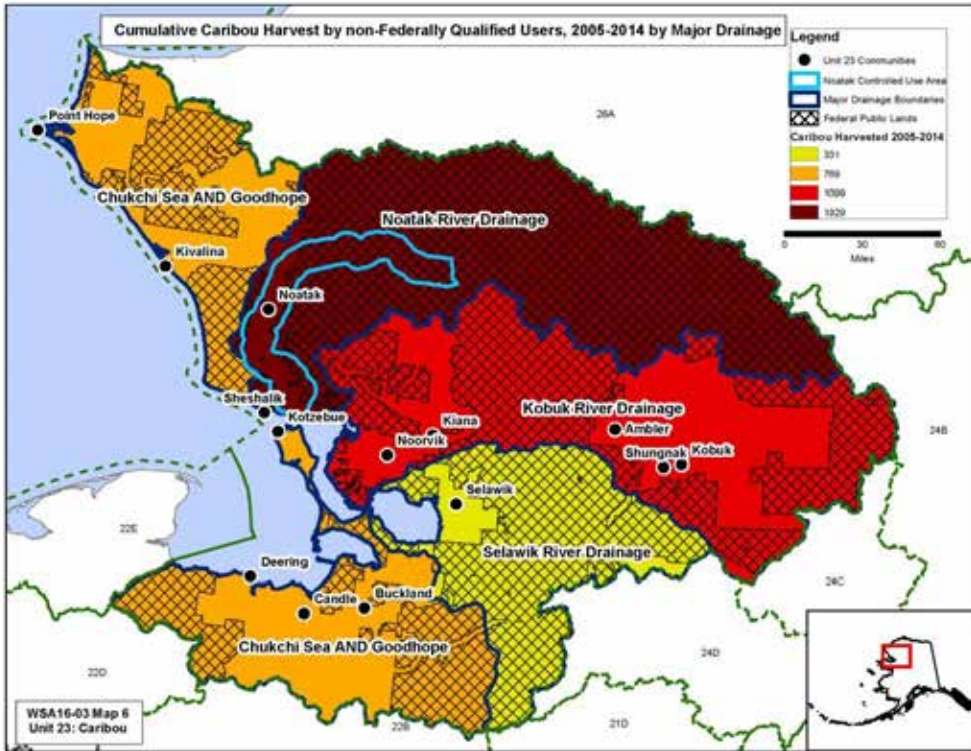 Cumulative Caribou Harvest by non-Federally Qualified Users, 2005-2014 by Major Drainage
Legend
Unit 23 Communities
Noatak Controlled Use Area
Major Drainage Boundaries
Federal Public Lands
Caribou Harvested 2005-2014
331
769
1929
0 30 60
Miles
26A
Point Hope
Chukchi Sea AND Goodhope
Noatak River Drainage
Kivalina
Noatak
Sheshalik
Kotzebue
Kobuk River Drainage
Kiana
Ambler
24B
Noorvik
Shungnak
Kobuk
Selawik
22E
Selawik River Drainage
Deering
24C
Candle
Buckland
Chukchi Sea AND Goodhope
22D
24D
22B
21D
WSA16-03 Map 6
Unit 23: Caribou